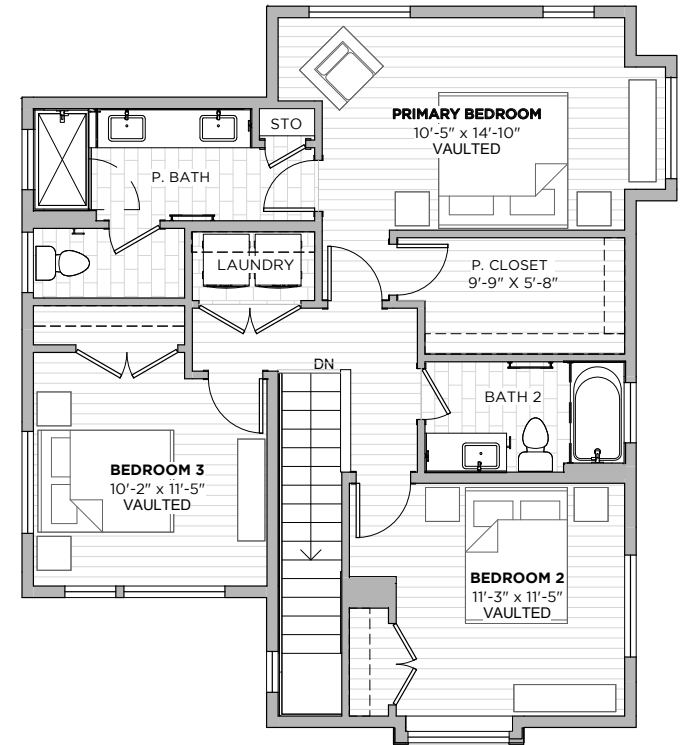 STO
PRIMARY BEDROOM
10'-5" x 14'-10"
VAULTED
P. BATH
LAUNDRY
P. CLOSET
9'-9" X 5'-8"
DN
BATH 2
BEDROOM 3
10'-2" x 11'-5"
VAULTED
BEDROOM 2
11'-3" x 11'-5"
VAULTED